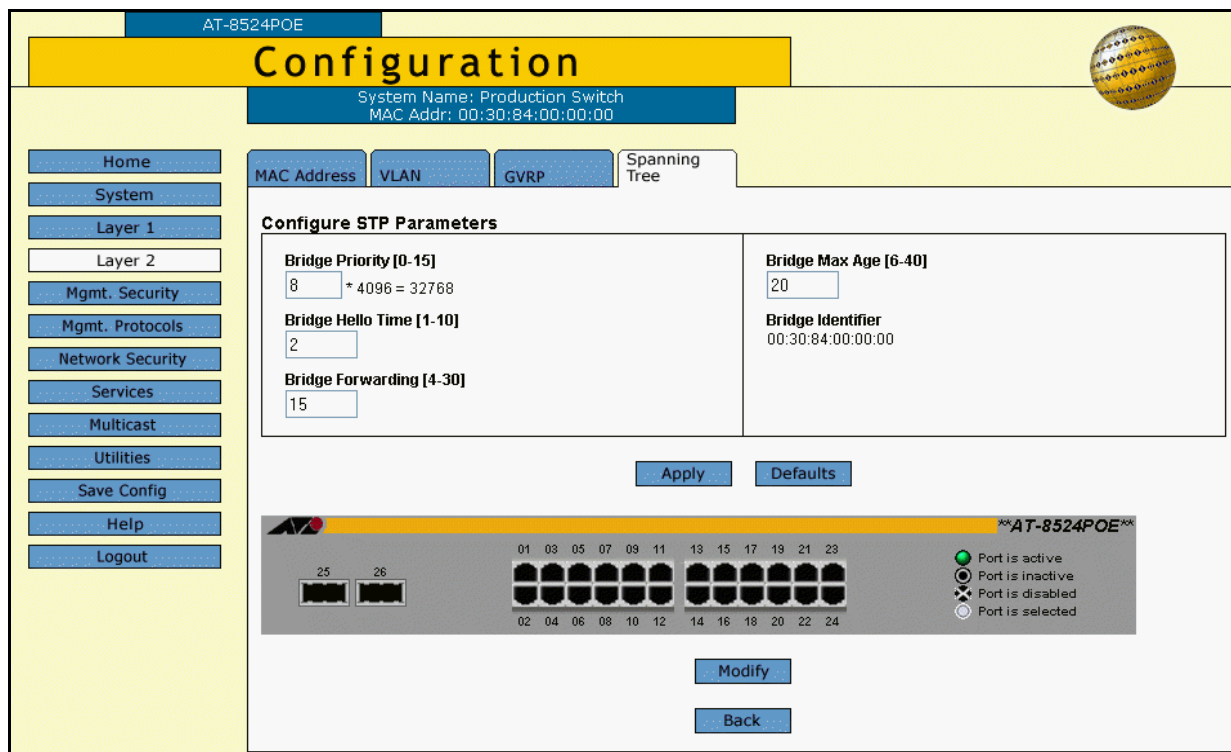 AT-8524POE
Configuration
System Name: Production Switch
MAC Addr: 00:30:84:00:00:00
Home
System
Layer 1
Layer 2
Mgmt. Security
Mgmt. Protocols
Network Security
Services
Multicast
Utilities
Save Config
Help
Logout
MAC Address
VLAN
GVRP
Spanning
Tree
Configure STP Parameters
Bridge Priority [0-15]
8 * 4096 = 32768
Bridge Hello Time [1-10]
2
Bridge Forwarding [4-30]
15
Bridge Max Age [6-40]
20
Bridge Identifier
00:30:84:00:00:00
Apply
Defaults
**AT-8524POE**
25 26
01 03 05 07 09 11 13 15 17 19 21 23
02 04 06 08 10 12 14 16 18 20 22 24
Port is active
Port is inactive
Port is disabled
Port is selected
Modify
Back